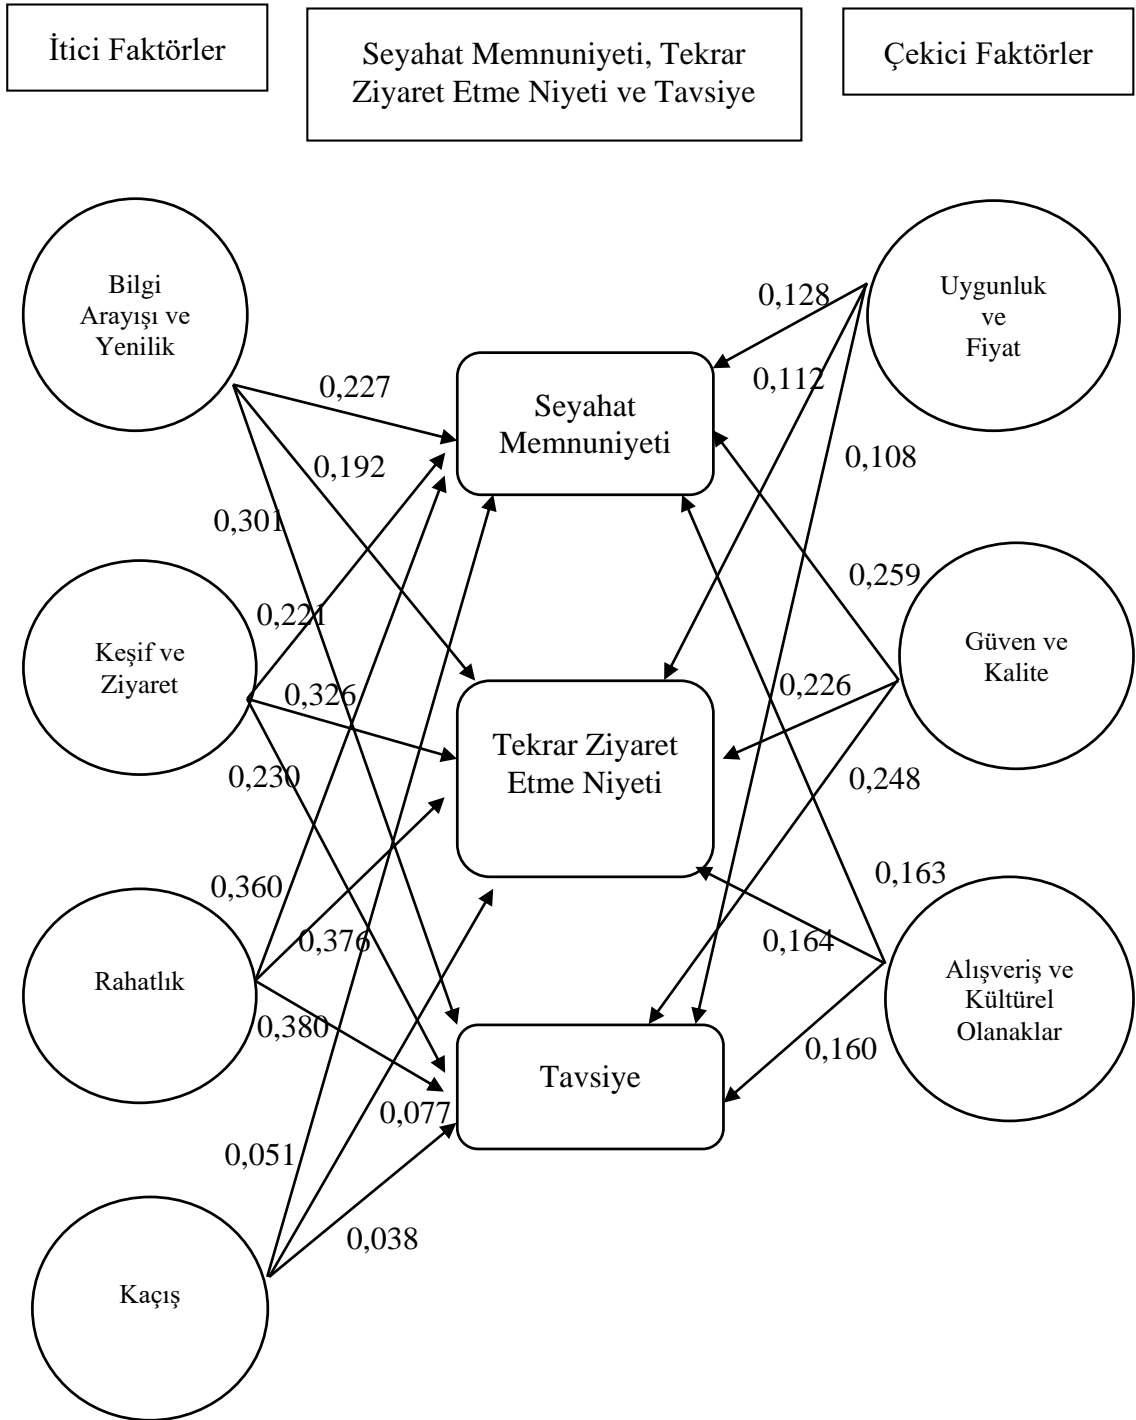 İtici Faktörler
Seyahat Memnuniyeti, Tekrar
Ziyaret Etme Niyeti ve Tavsiye
Çekici Faktörler
Bilgi
Arayışı ve
Yenilik
Uygunluk
ve
Fiyat
0,128
0,112
0,227
Seyahat
Memnuniyeti
0,192
0,108
0,301
0,259
0,221
Keşif ve
Ziyaret
Güven ve
Kalite
0,326
0,226
Tekrar Ziyaret
Etme Niyeti
0,230
0,248
0,360
0,163
0,376
0,164
Rahatlık
Alışveriş ve
Kültürel
Olanaklar
0,380
0,160
Tavsiye
0,077
0,051
0,038
Kaçış